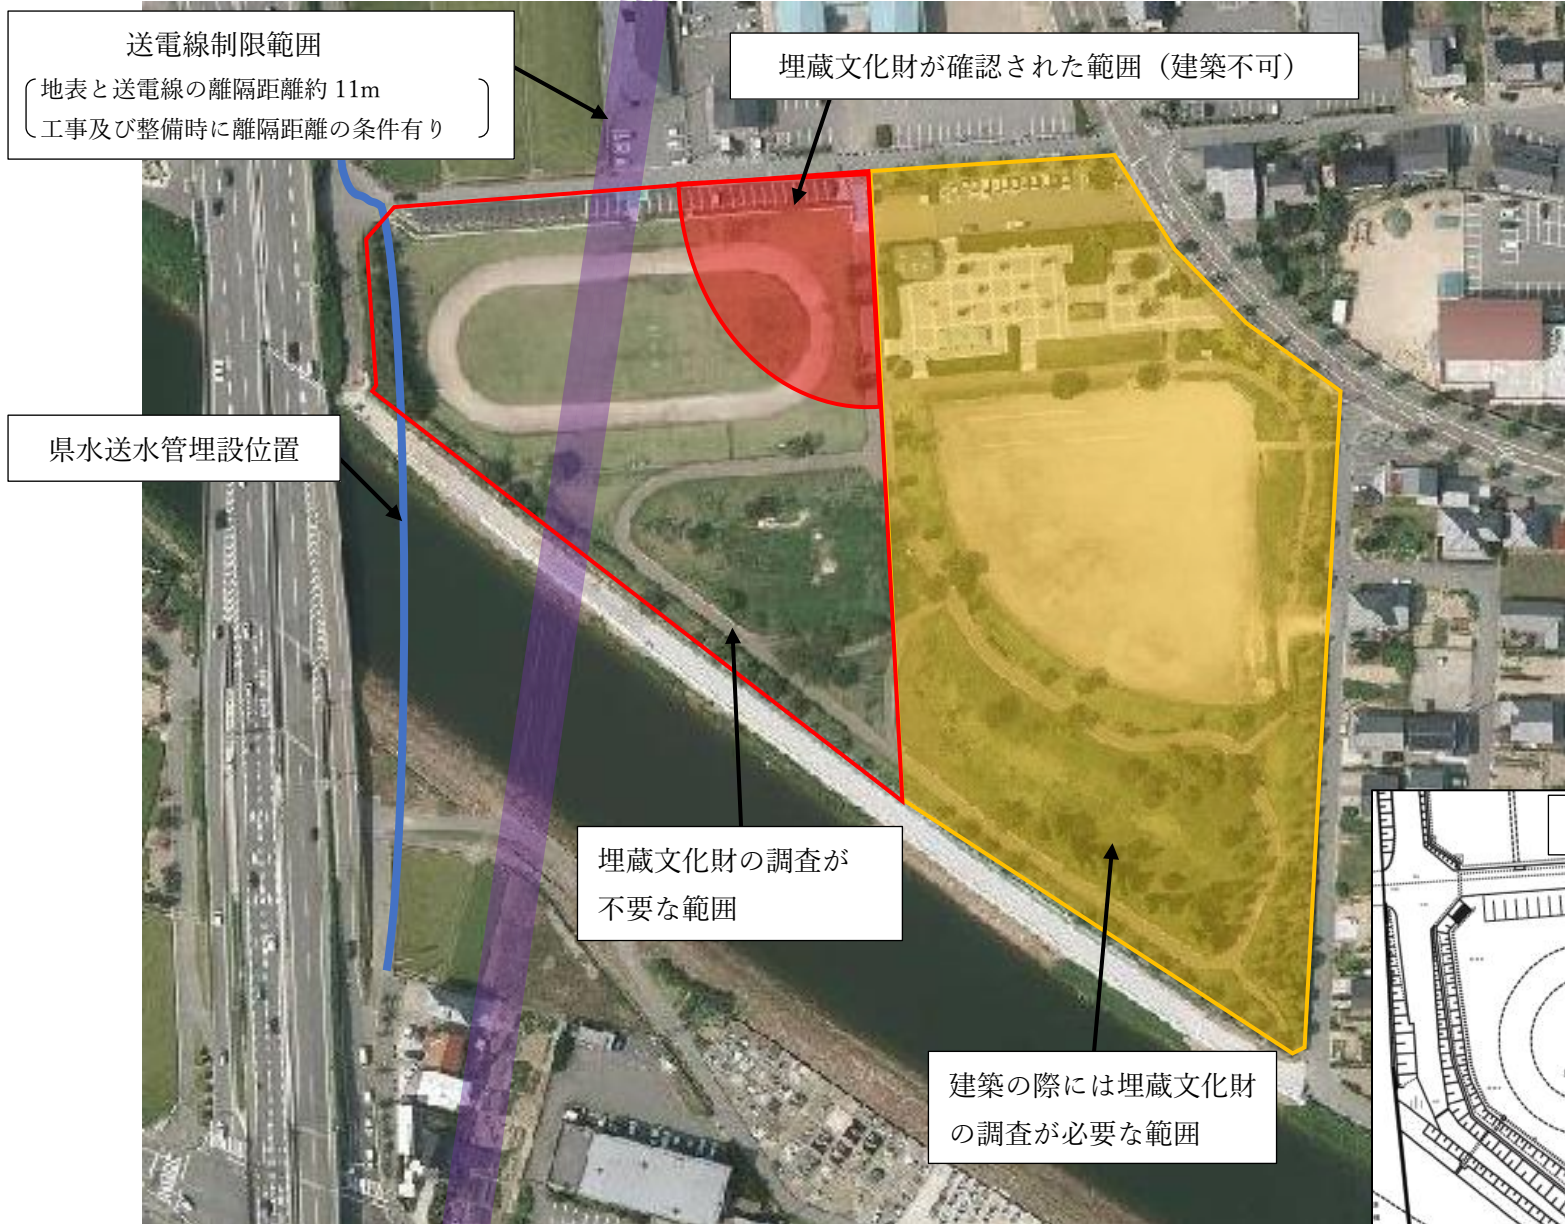 送電線制限範囲
地表と送電線の離隔距離約 11m
工事及び整備時に離隔距離の条件有り
埋蔵文化財が確認された範囲（建築不可）
県水送水管埋設位置
埋蔵文化財の調査が
不要な範囲
建築の際には埋蔵文化財
の調査が必要な範囲